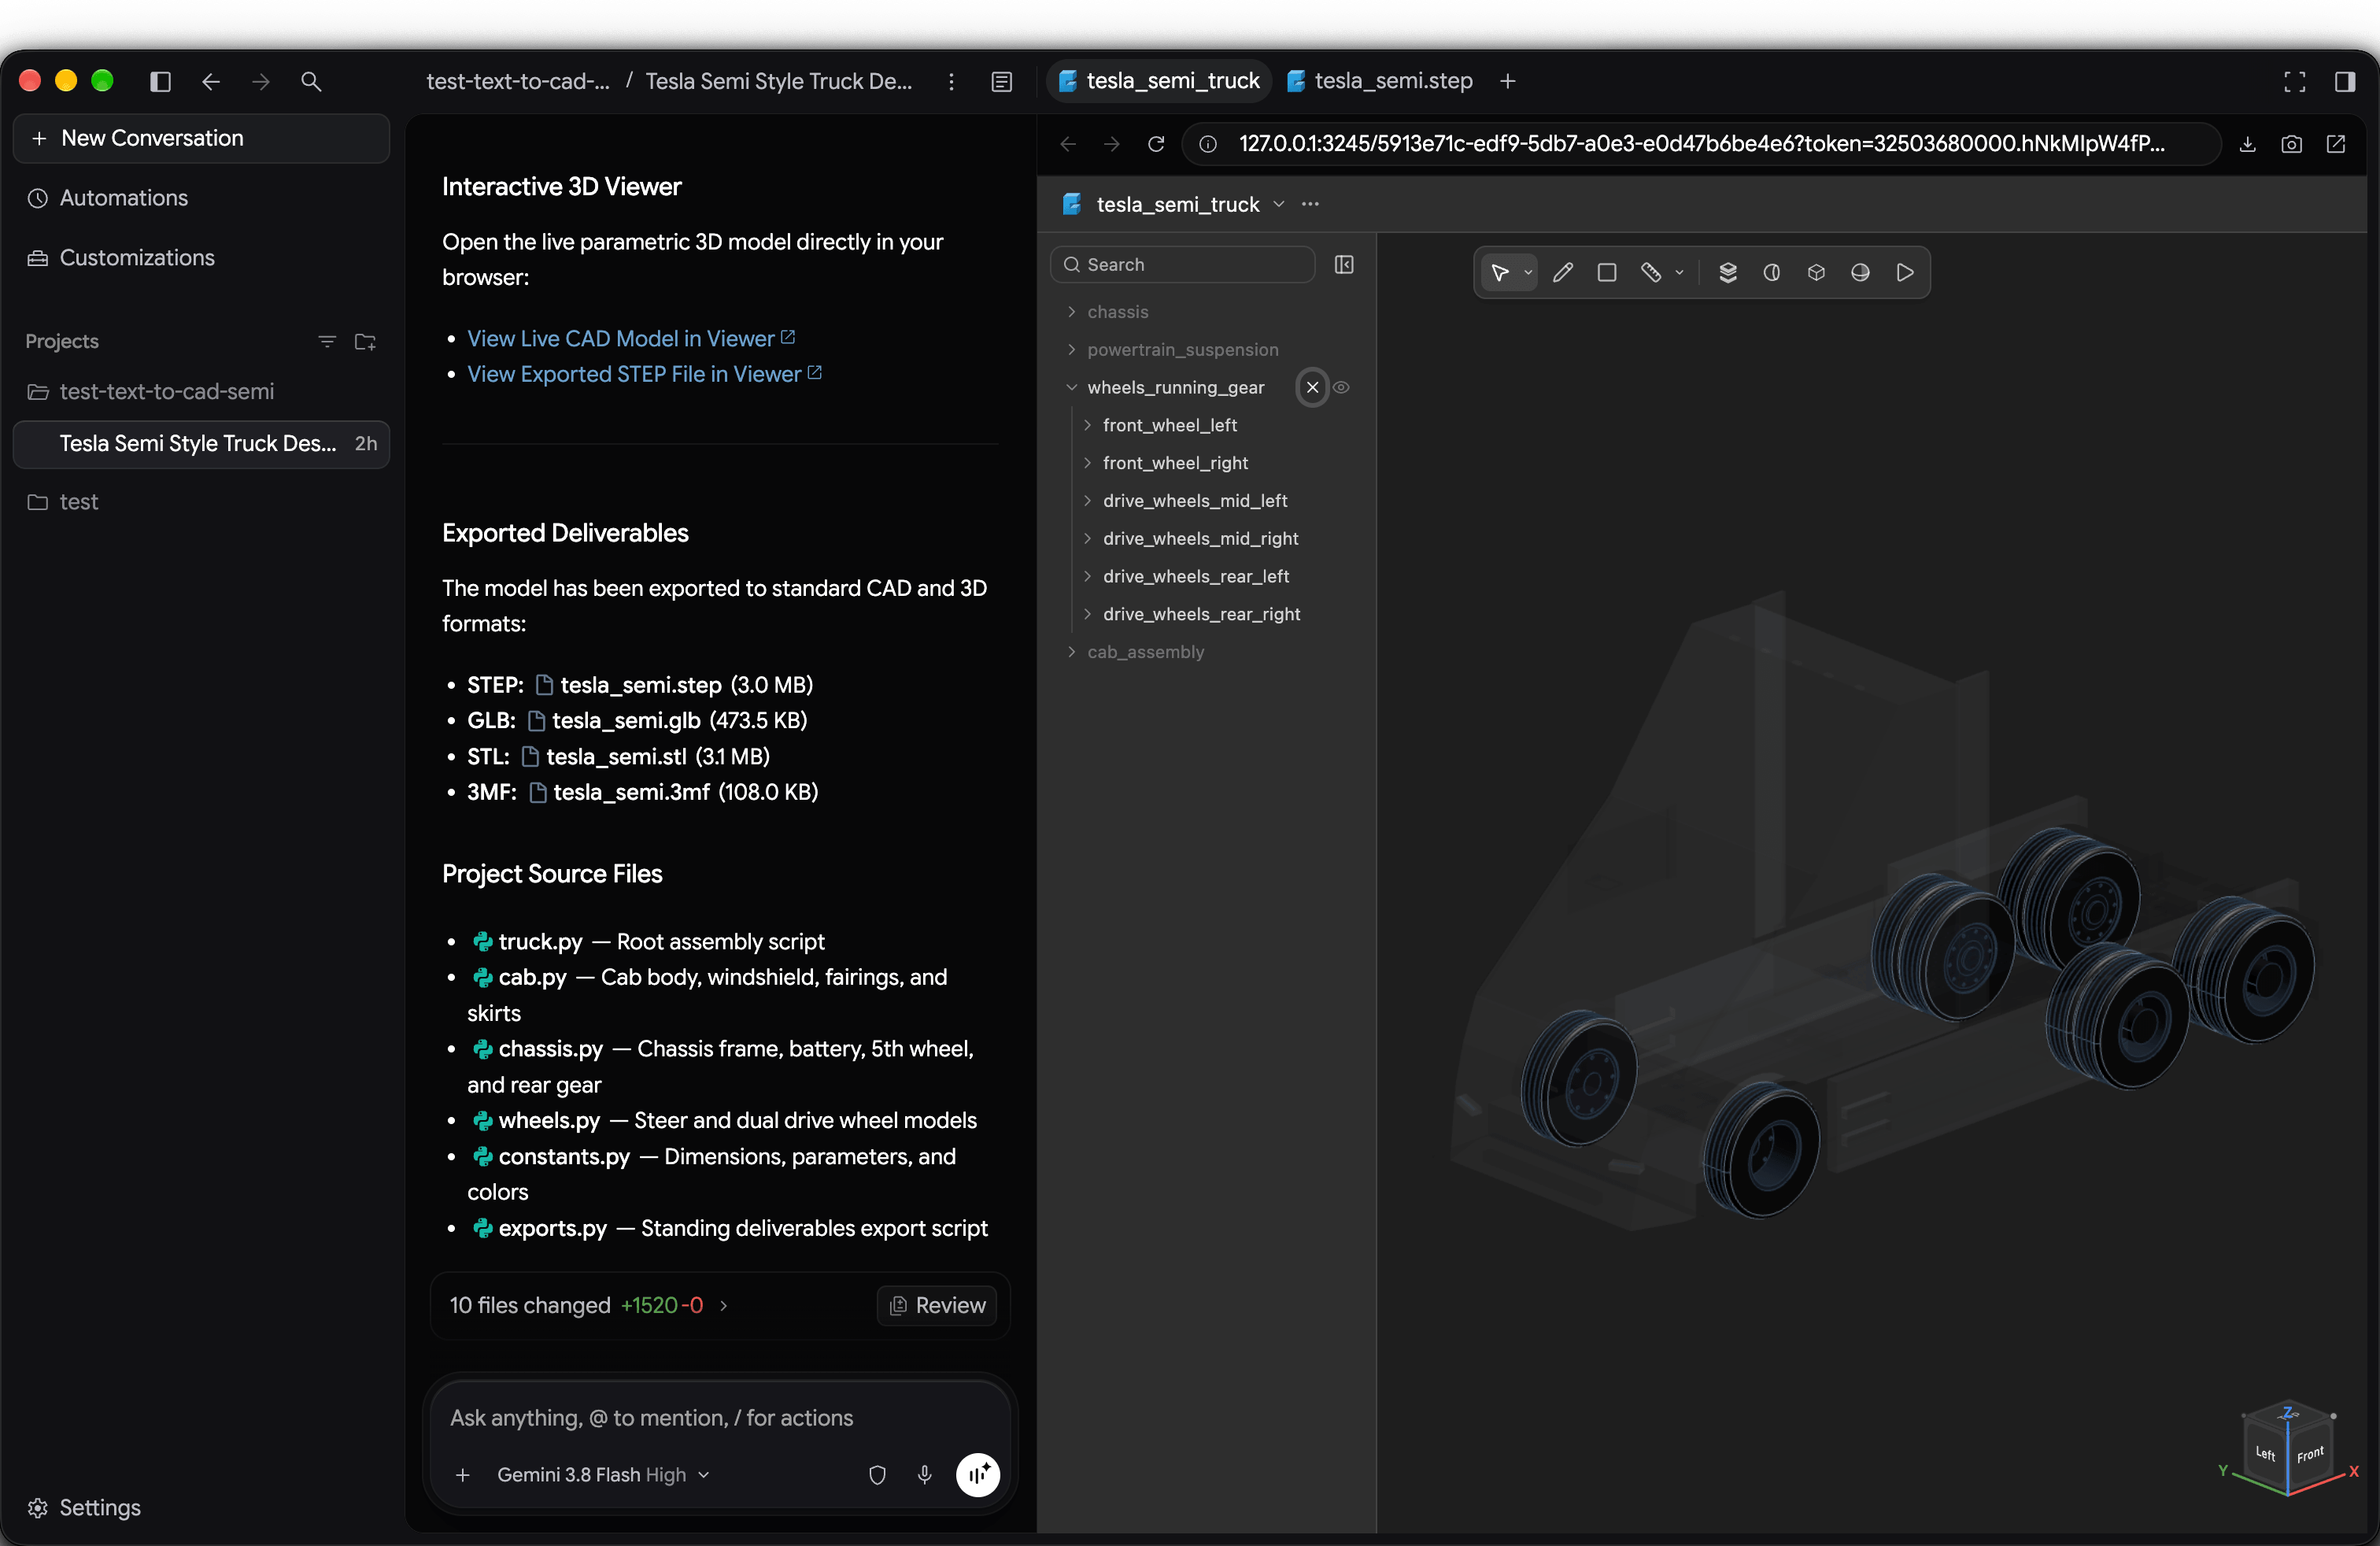 test-text-to-cad-... / Tesla Semi Style Truck De...
tesla_semi_truck
tesla_semi.step
New Conversation
Automations
Customizations
Projects
test-text-to-cad-semi
Tesla Semi Style Truck Des... 2h
test
Settings
Interactive 3D Viewer
Open the live parametric 3D model directly in your
browser:
• View Live CAD Model in Viewer
• View Exported STEP File in Viewer
Exported Deliverables
The model has been exported to standard CAD and 3D
formats:
• STEP: tesla_semi.step (3.0 MB)
• GLB: tesla_semi.glb (473.5 KB)
• STL: tesla_semi.stl (3.1 MB)
• 3MF: tesla_semi.3mf (108.0 KB)
Project Source Files
• truck.py — Root assembly script
• cab.py — Cab body, windshield, fairings, and
skirts
• chassis.py — Chassis frame, battery, 5th wheel,
and rear gear
• wheels.py — Steer and dual drive wheel models
• constants.py — Dimensions, parameters, and
colors
• exports.py — Standing deliverables export script
10 files changed +1520 -0
Review
Ask anything, @ to mention, / for actions
Gemini 3.8 Flash High
127.0.0.1:3245/5913e71c-edf9-5db7-a0e3-e0d47b6be4e6?token=32503680000.hNkMIpW4fP...
tesla_semi_truck
Search
chassis
powertrain_suspension
wheels_running_gear
front_wheel_left
front_wheel_right
drive_wheels_mid_left
drive_wheels_mid_right
drive_wheels_rear_left
drive_wheels_rear_right
cab_assembly
Z
Left
Front
Y
X